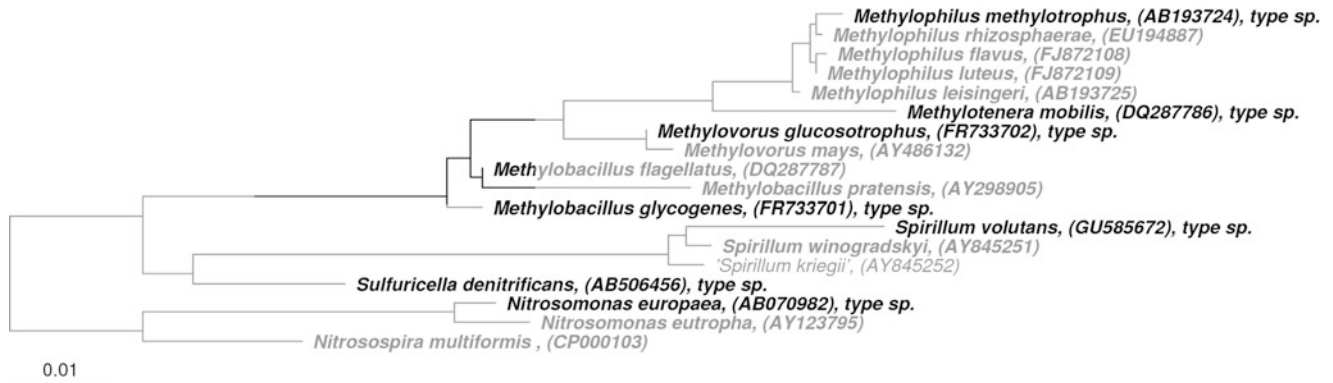 Methylophilus methylotrophus, (AB193724), type sp.
Methylophilus rhizosphaerae, (EU194887)
Methylophilus flavus, (FJ872108)
Methylophilus luteus, (FJ872109)
Methylophilus leisingeri, (AB193725)
Methylotenera mobilis, (DQ287786), type sp.
Methylovorus glucosotrophus, (FR733702), type sp.
Methylovorus mays, (AY486132)
Methylobacillus flagellatus, (DQ287787)
Methylobacillus pratensis, (AY298905)
Methylobacillus glycogenes, (FR733701), type sp.
Spirillum volutans, (GU585672), type sp.
Spirillum winogradskyi, (AY845251)
'Spirillum kriegii', (AY845252)
Sulfuricella denitrificans, (AB506456), type sp.
Nitrosomonas europaea, (AB070982), type sp.
Nitrosomonas eutropha, (AY123795)
Nitrosospira multiformis , (CP000103)
0.01